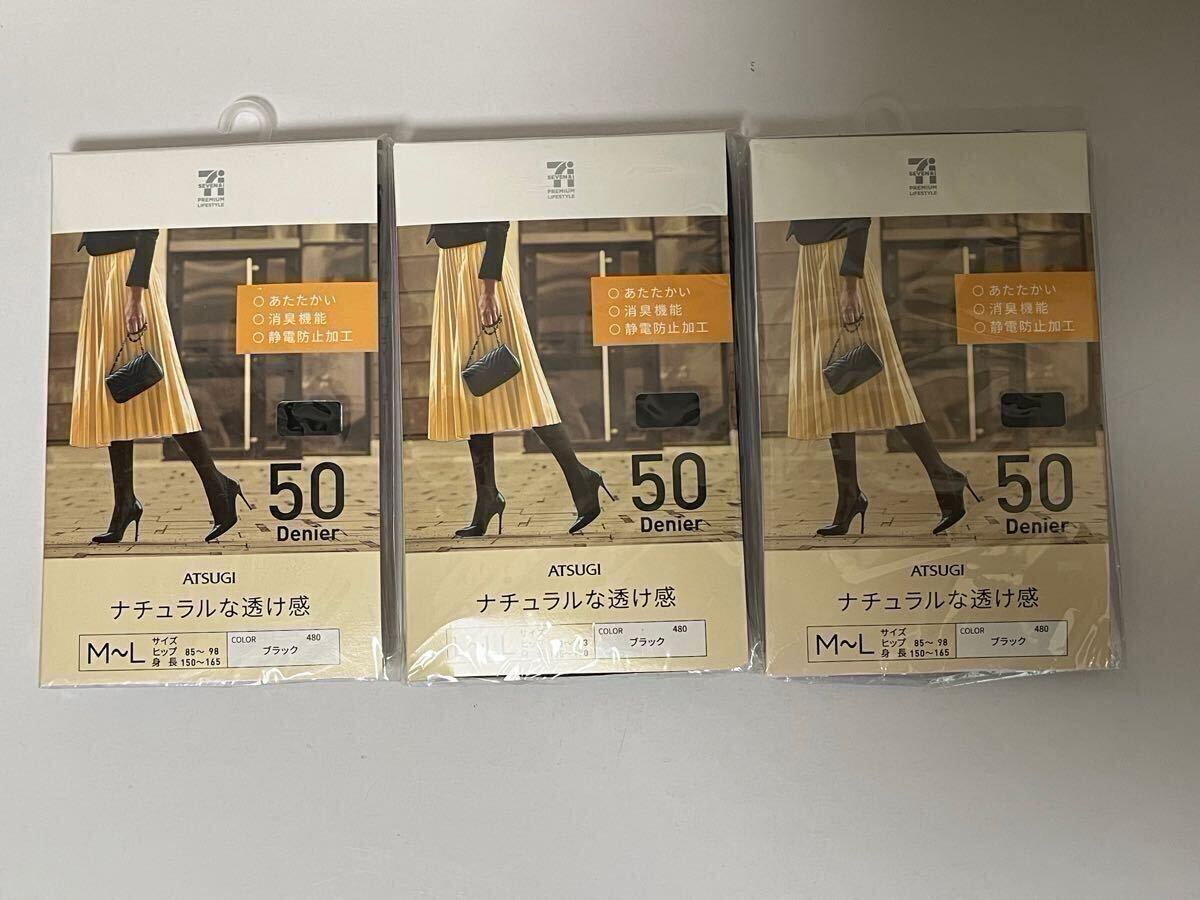 SEVEN&i
PREMIUM
LIFESTYLE
○ あたたかい
○ 消臭機能
○ 静電防止加工
50
Denier
ATSUGI
ナチュラルな透け感
M~L
サイズ
ヒップ 85~98
身長 150~165
COLOR 480
ブラック
SEVEN&i
PREMIUM
LIFESTYLE
○ あたたかい
○ 消臭機能
○ 静電防止加工
50
Denier
ATSUGI
ナチュラルな透け感
サイズ
COLOR 480
ブラック
SEVEN&i
PREMIUM
LIFESTYLE
○ あたたかい
○ 消臭機能
○ 静電防止加工
50
Denier
ATSUGI
ナチュラルな透け感
M~L
サイズ
ヒップ 85~98
身長 150~165
COLOR 480
ブラック